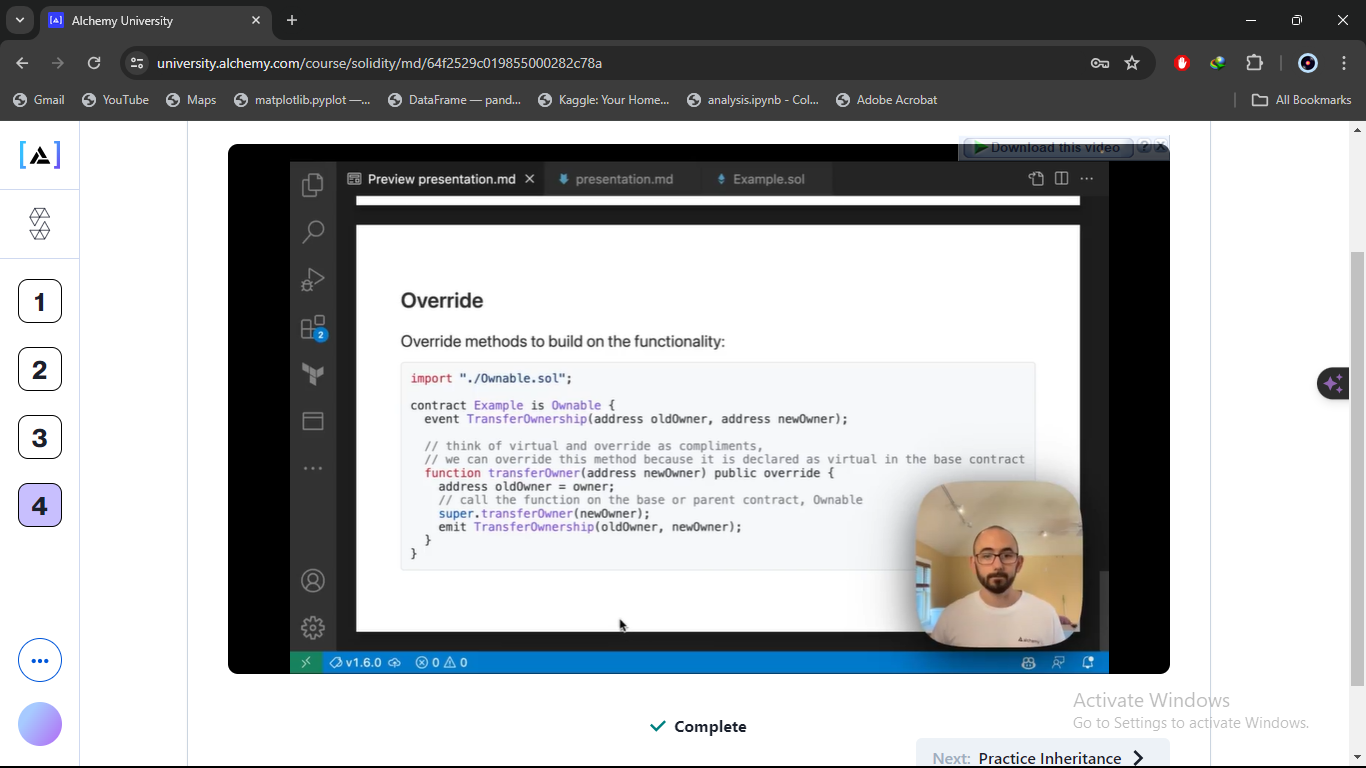 Alchemy University
university.alchemy.com/course/solidity/md/64f2529c019855000282c78a
Gmail
YouTube
Maps
matplotlib.pyplot —...
DataFrame — pand...
Kaggle: Your Home...
analysis.ipynb - Col...
Adobe Acrobat
All Bookmarks
Download this video
?
1
2
3
4
Preview presentation.md
presentation.md
Example.sol
2
Override
Override methods to build on the functionality:
import "./Ownable.sol";
contract Example is Ownable {
event TransferOwnership(address oldOwner, address newOwner);
// think of virtual and override as compliments,
// we can override this method because it is declared as virtual in the base contract
function transferOwner(address newOwner) public override {
address oldOwner = owner;
// call the function on the base or parent contract, Ownable
super.transferOwner(newOwner);
emit TransferOwnership(oldOwner, newOwner);
}
}
v1.6.0
0
0
Complete
Activate Windows
Go to Settings to activate Windows.
Next: Practice Inheritance